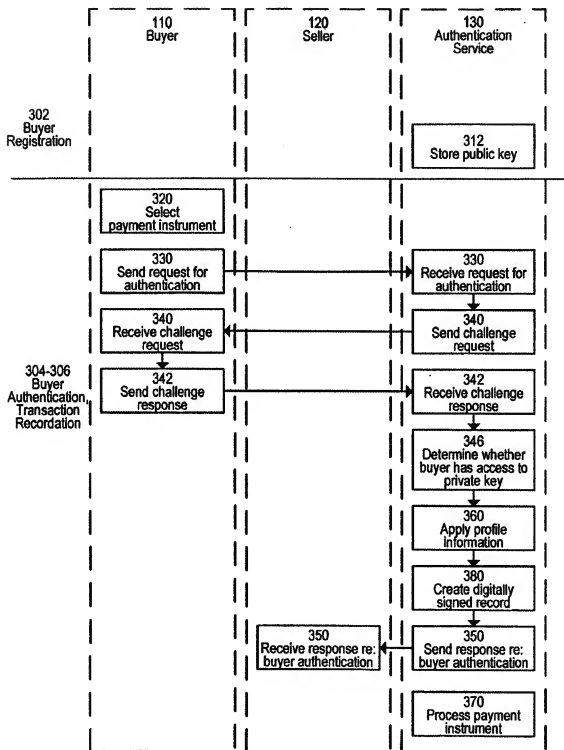 110
Buyer
120
Seller
130
Authentication
Service
302
Buyer
Registration
312
Store public key
320
Select
payment instrument
330
Send request for
authentication
330
Receive request for
authentication
340
Receive challenge
request
340
Send challenge
request
304-306
Buyer
Authentication,
Transaction
Recordation
342
Send challenge
response
342
Receive challenge
response
346
Determine whether
buyer has access to
private key
360
Apply profile
information
380
Create digitally
signed record
350
Receive response re:
buyer authentication
350
Send response re:
buyer authentication
370
Process payment
instrument